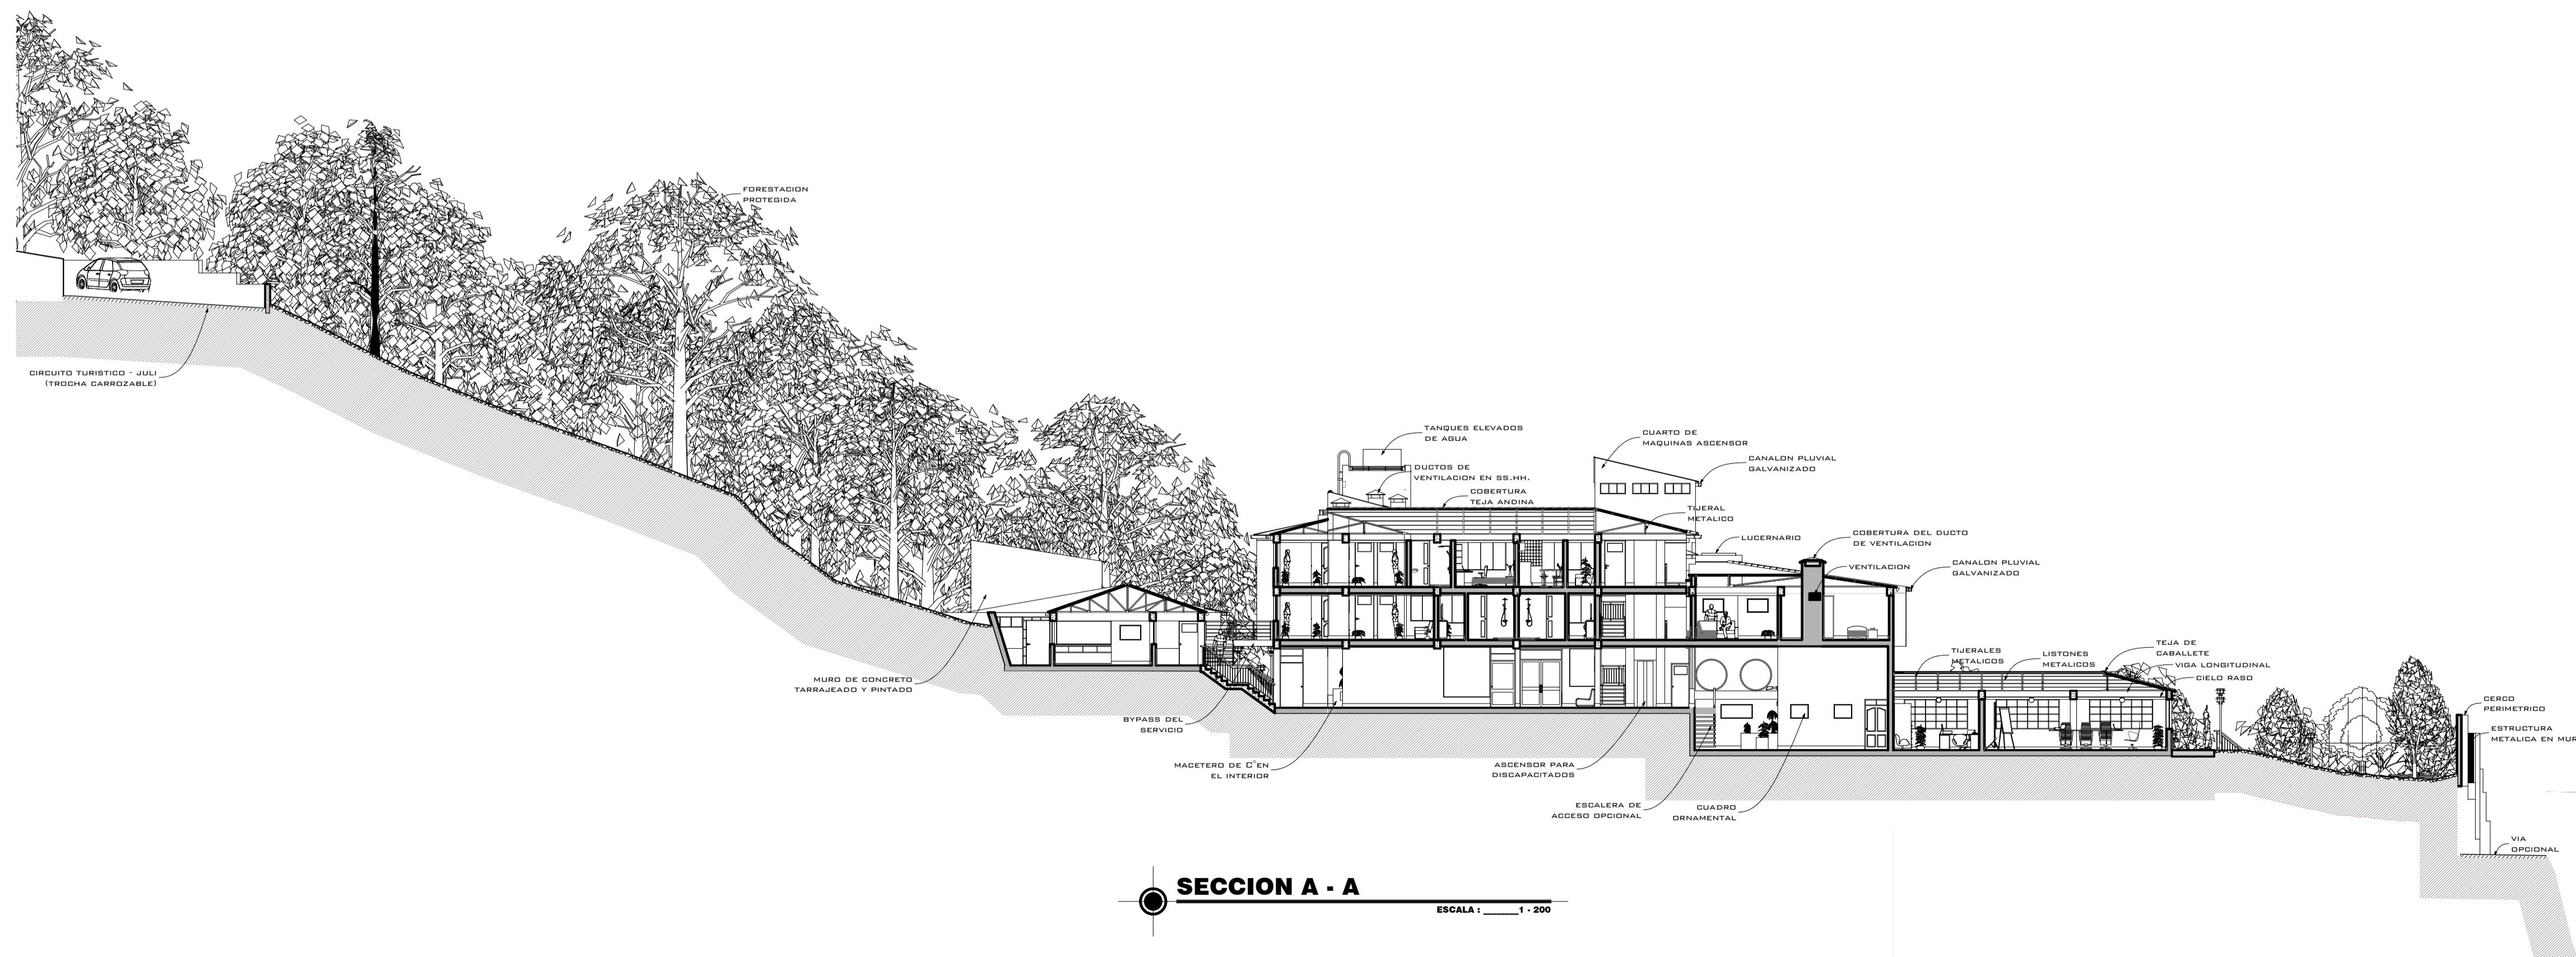 FORESTACION
PROTEGIDA
CIRCUITO TURISTICO - JULI
(TROCHA CARROZABLE)
TANQUES ELEVADOS
DE AGUA
CUARTO DE
MAQUINAS ASCENSOR
DUCTOS DE
VENTILACION EN SS.HH.
CANALON PLUVIAL
GALVANIZADO
COBERTURA
TEJA ANDINA
TIJERAL
METALICO
LUCERNARIO
COBERTURA DEL DUCTO
DE VENTILACION
VENTILACION
CANALON PLUVIAL
GALVANIZADO
MURO DE CONCRETO
TARRAJEADO Y PINTADO
BYPASS DEL
SERVICIO
TIJERALES
METALICOS
LISTONES
METALICOS
TEJA DE
CABALLETE
VIGA LONGITUDINAL
CIELO RASO
CERCO
PERIMETRICO
ESTRUCTURA
METALICA EN MUR
MACETERO DE C°EN
EL INTERIOR
ASCENSOR PARA
DISCAPACITADOS
ESCALERA DE
ACCESO OPCIONAL
CUADRO
ORNAMENTAL
VIA
OPCIONAL
SECCION A - A
ESCALA : _______1 - 200